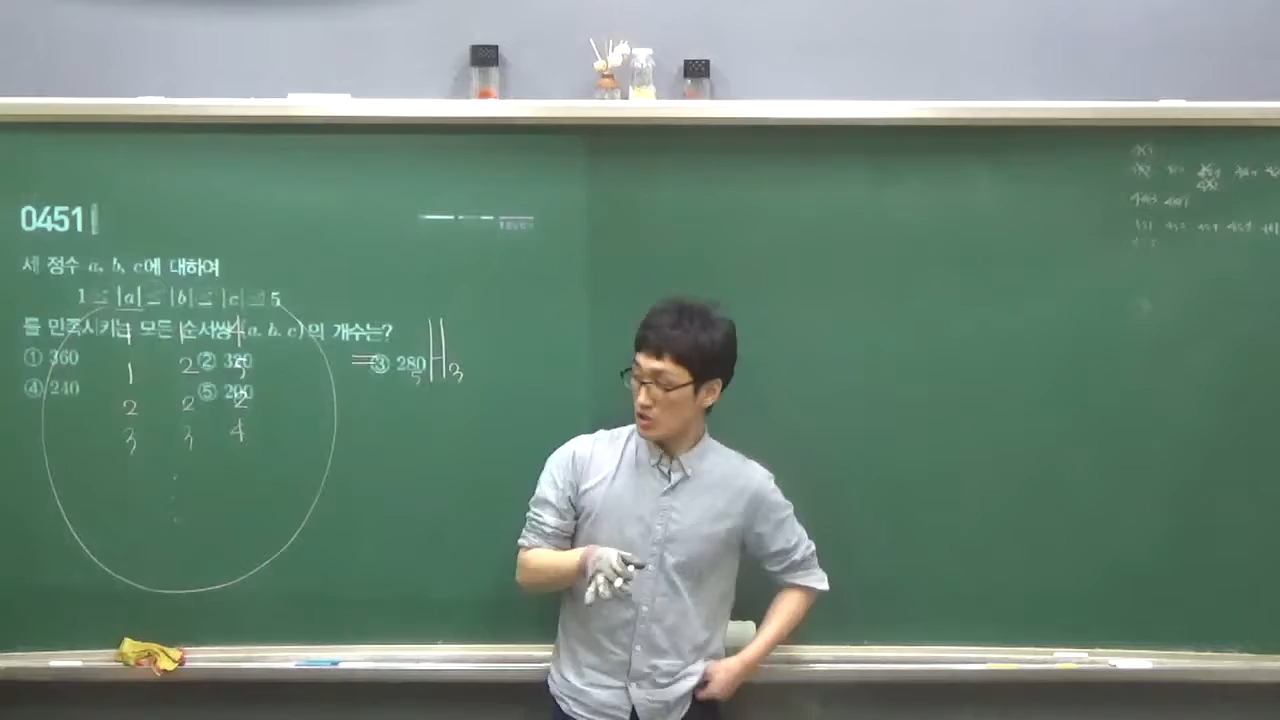 0451
세 정수 a, b, c에 대하여
1 ≤ |a| ≤ |b| ≤ |c| ≤ 5
를 만족시키는 모든 순서쌍 (a, b, c)의 개수는?
① 360 ② 320 ③ 280
④ 240 ⑤ 200
1 1 4
1 2 5
2 2 2
3 3 4
= ₅H₃